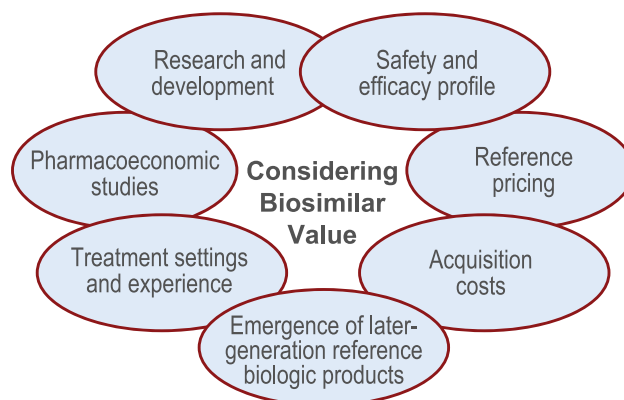 Research and
development
Safety and
efficacy profile
Pharmacoeconomic
studies
Considering
Biosimilar
Value
Reference
pricing
Treatment settings
and experience
Acquisition
costs
Emergence of later-
generation reference
biologic products